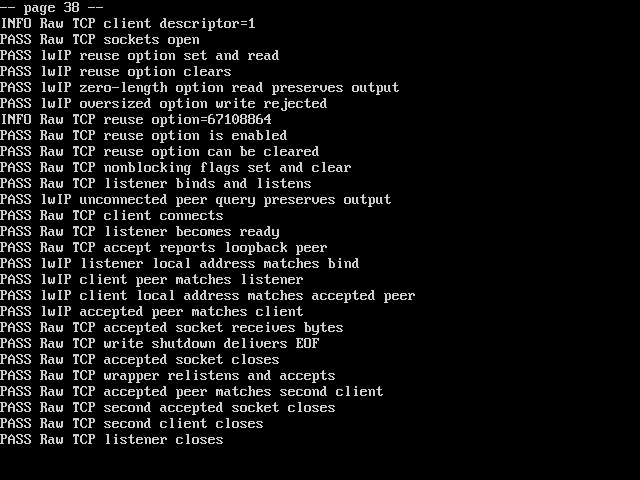 -- page 38 --
INFO Raw TCP client descriptor=1
PASS Raw TCP sockets open
PASS lwIP reuse option set and read
PASS lwIP reuse option clears
PASS lwIP zero-length option read preserves output
PASS lwIP oversized option write rejected
INFO Raw TCP reuse option=67108864
PASS Raw TCP reuse option is enabled
PASS Raw TCP reuse option can be cleared
PASS Raw TCP nonblocking flags set and clear
PASS Raw TCP listener binds and listens
PASS lwIP unconnected peer query preserves output
PASS Raw TCP client connects
PASS Raw TCP listener becomes ready
PASS Raw TCP accept reports loopback peer
PASS lwIP listener local address matches bind
PASS lwIP client peer matches listener
PASS lwIP client local address matches accepted peer
PASS lwIP accepted peer matches client
PASS Raw TCP accepted socket receives bytes
PASS Raw TCP write shutdown delivers EOF
PASS Raw TCP accepted socket closes
PASS Raw TCP wrapper relistens and accepts
PASS Raw TCP accepted peer matches second client
PASS Raw TCP second accepted socket closes
PASS Raw TCP second client closes
PASS Raw TCP listener closes